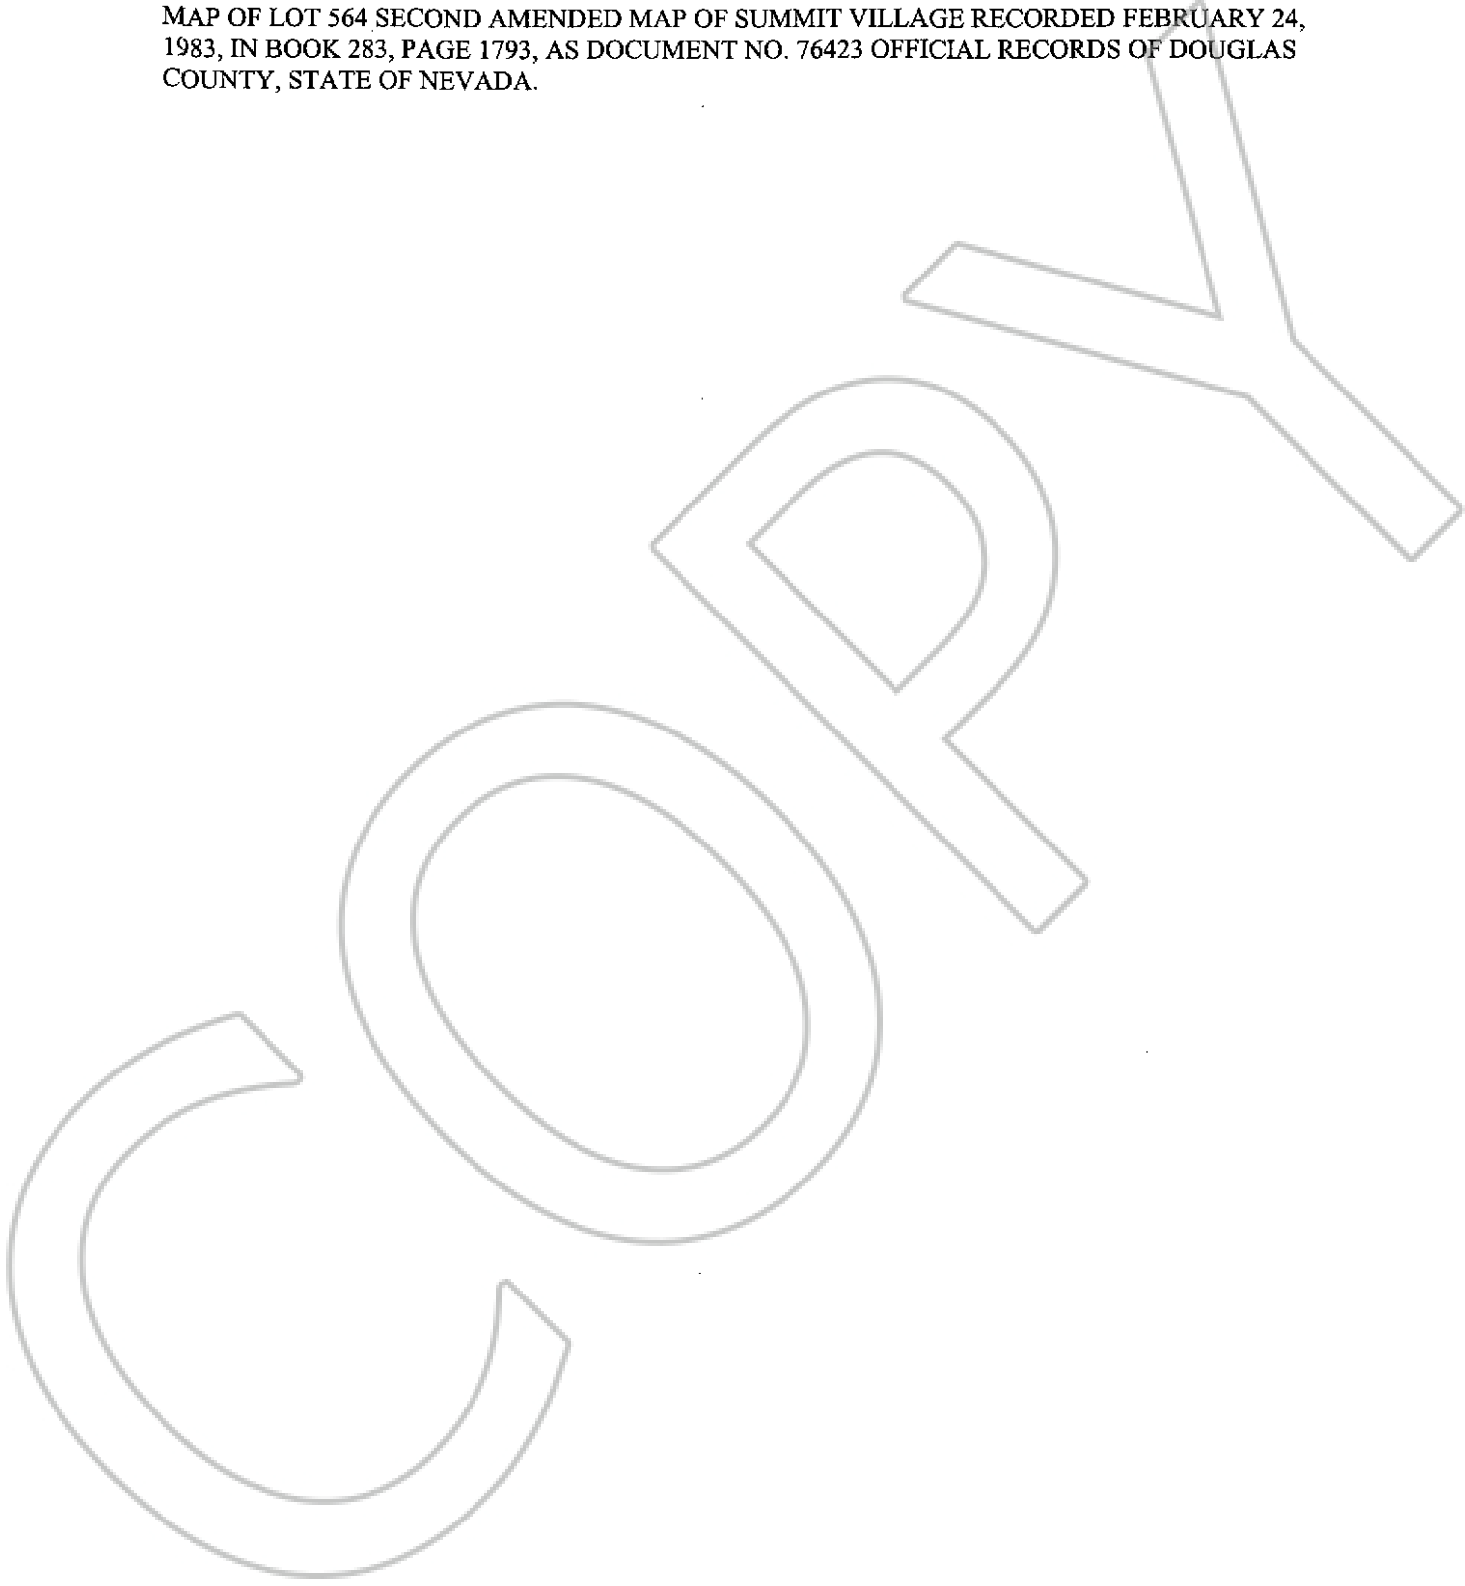 MAP OF LOT 564 SECOND AMENDED MAP OF SUMMIT VILLAGE RECORDED FEBRUARY 24,
1983, IN BOOK 283, PAGE 1793, AS DOCUMENT NO. 76423 OFFICIAL RECORDS OF DOUGLAS
COUNTY, STATE OF NEVADA.
COPY